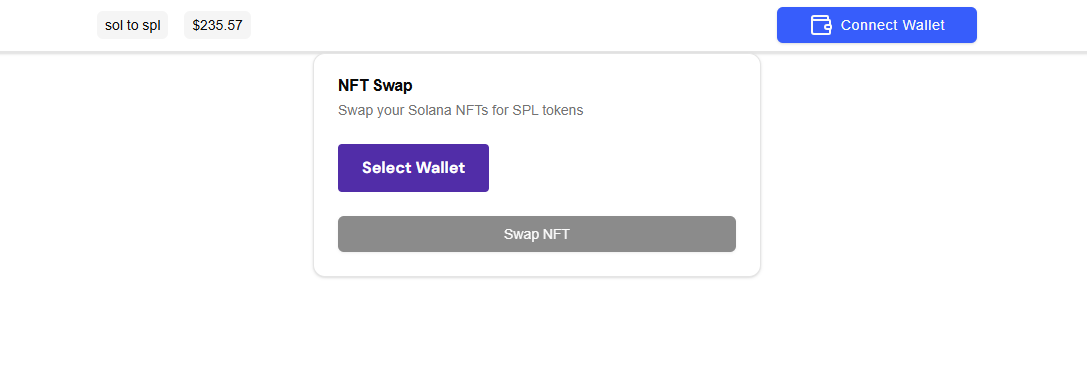 sol to spl
$235.57
Connect Wallet
NFT Swap
Swap your Solana NFTs for SPL tokens
Select Wallet
Swap NFT